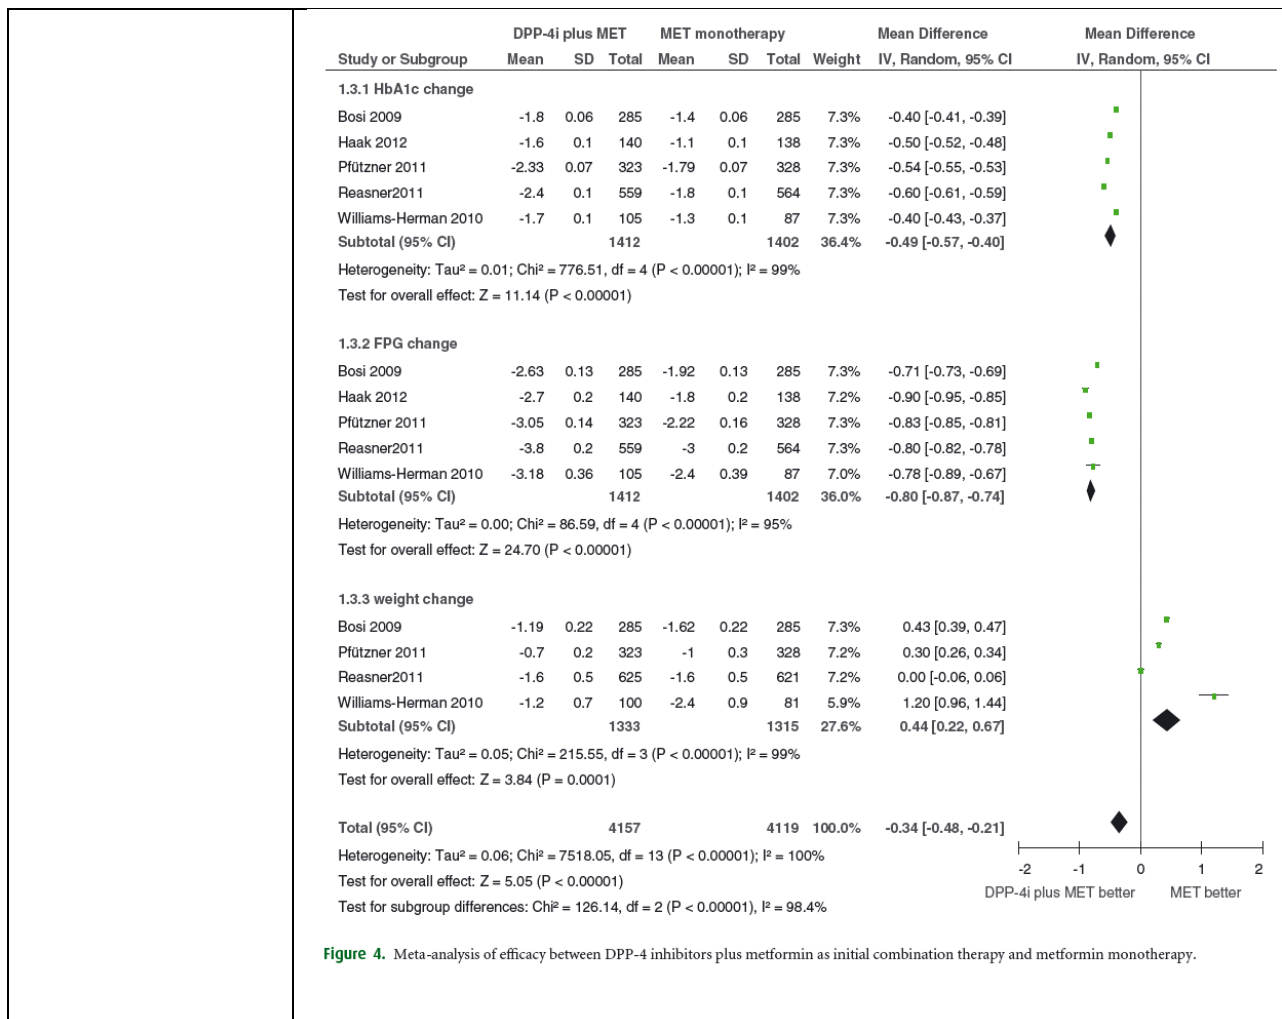 DPP-4i plus MET MET monotherapy Mean Difference Mean Difference
Study or Subgroup Mean SD Total Mean SD Total Weight IV, Random, 95% CI IV, Random, 95% CI
1.3.1 HbA1c change
Bosi 2009 -1.8 0.06 285 -1.4 0.06 285 7.3% -0.40 [-0.41, -0.39]
Haak 2012 -1.6 0.1 140 -1.1 0.1 138 7.3% -0.50 [-0.52, -0.48]
Pfützner 2011 -2.33 0.07 323 -1.79 0.07 328 7.3% -0.54 [-0.55, -0.53]
Reasner2011 -2.4 0.1 559 -1.8 0.1 564 7.3% -0.60 [-0.61, -0.59]
Williams-Herman 2010 -1.7 0.1 105 -1.3 0.1 87 7.3% -0.40 [-0.43, -0.37]
Subtotal (95% CI) 1412 1402 36.4% -0.49 [-0.57, -0.40]
Heterogeneity: Tau² = 0.01; Chi² = 776.51, df = 4 (P < 0.00001); I² = 99%
Test for overall effect: Z = 11.14 (P < 0.00001)
1.3.2 FPG change
Bosi 2009 -2.63 0.13 285 -1.92 0.13 285 7.3% -0.71 [-0.73, -0.69]
Haak 2012 -2.7 0.2 140 -1.8 0.2 138 7.2% -0.90 [-0.95, -0.85]
Pfützner 2011 -3.05 0.14 323 -2.22 0.16 328 7.3% -0.83 [-0.85, -0.81]
Reasner2011 -3.8 0.2 559 -3 0.2 564 7.3% -0.80 [-0.82, -0.78]
Williams-Herman 2010 -3.18 0.36 105 -2.4 0.39 87 7.0% -0.78 [-0.89, -0.67]
Subtotal (95% CI) 1412 1402 36.0% -0.80 [-0.87, -0.74]
Heterogeneity: Tau² = 0.00; Chi² = 86.59, df = 4 (P < 0.00001); I² = 95%
Test for overall effect: Z = 24.70 (P < 0.00001)
1.3.3 weight change
Bosi 2009 -1.19 0.22 285 -1.62 0.22 285 7.3% 0.43 [0.39, 0.47]
Pfützner 2011 -0.7 0.2 323 -1 0.3 328 7.2% 0.30 [0.26, 0.34]
Reasner2011 -1.6 0.5 625 -1.6 0.5 621 7.2% 0.00 [-0.06, 0.06]
Williams-Herman 2010 -1.2 0.7 100 -2.4 0.9 81 5.9% 1.20 [0.96, 1.44]
Subtotal (95% CI) 1333 1315 27.6% 0.44 [0.22, 0.67]
Heterogeneity: Tau² = 0.05; Chi² = 215.55, df = 3 (P < 0.00001); I² = 99%
Test for overall effect: Z = 3.84 (P = 0.0001)
Total (95% CI) 4157 4119 100.0% -0.34 [-0.48, -0.21]
Heterogeneity: Tau² = 0.06; Chi² = 7518.05, df = 13 (P < 0.00001); I² = 100%
Test for overall effect: Z = 5.05 (P < 0.00001)
Test for subgroup differences: Chi² = 126.14, df = 2 (P < 0.00001), I² = 98.4%
-2 -1 0 1 2
DPP-4i plus MET better MET better
Figure 4. Meta-analysis of efficacy between DPP-4 inhibitors plus metformin as initial combination therapy and metformin monotherapy.